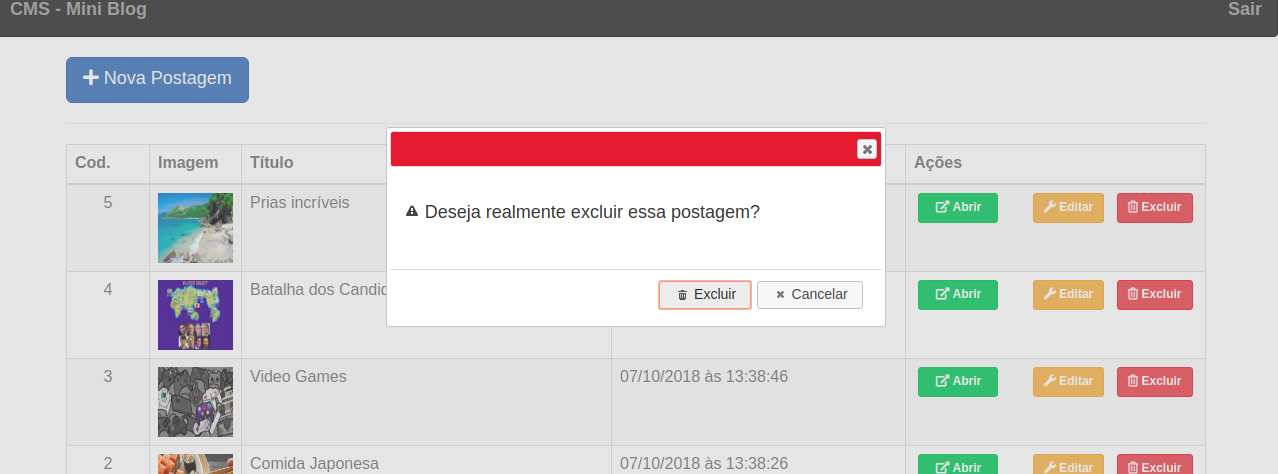 CMS - Mini Blog
Sair
Nova Postagem
Cod.
Imagem
Título
Ações
5
Prias incríveis
Abrir
Editar
Excluir
Deseja realmente excluir essa postagem?
Excluir
Cancelar
4
PLAYER SELECT
Batalha dos Candid
Abrir
Editar
Excluir
3
Video Games
07/10/2018 às 13:38:46
Abrir
Editar
Excluir
2
Comida Japonesa
07/10/2018 às 13:38:26
Abrir
Editar
Excluir